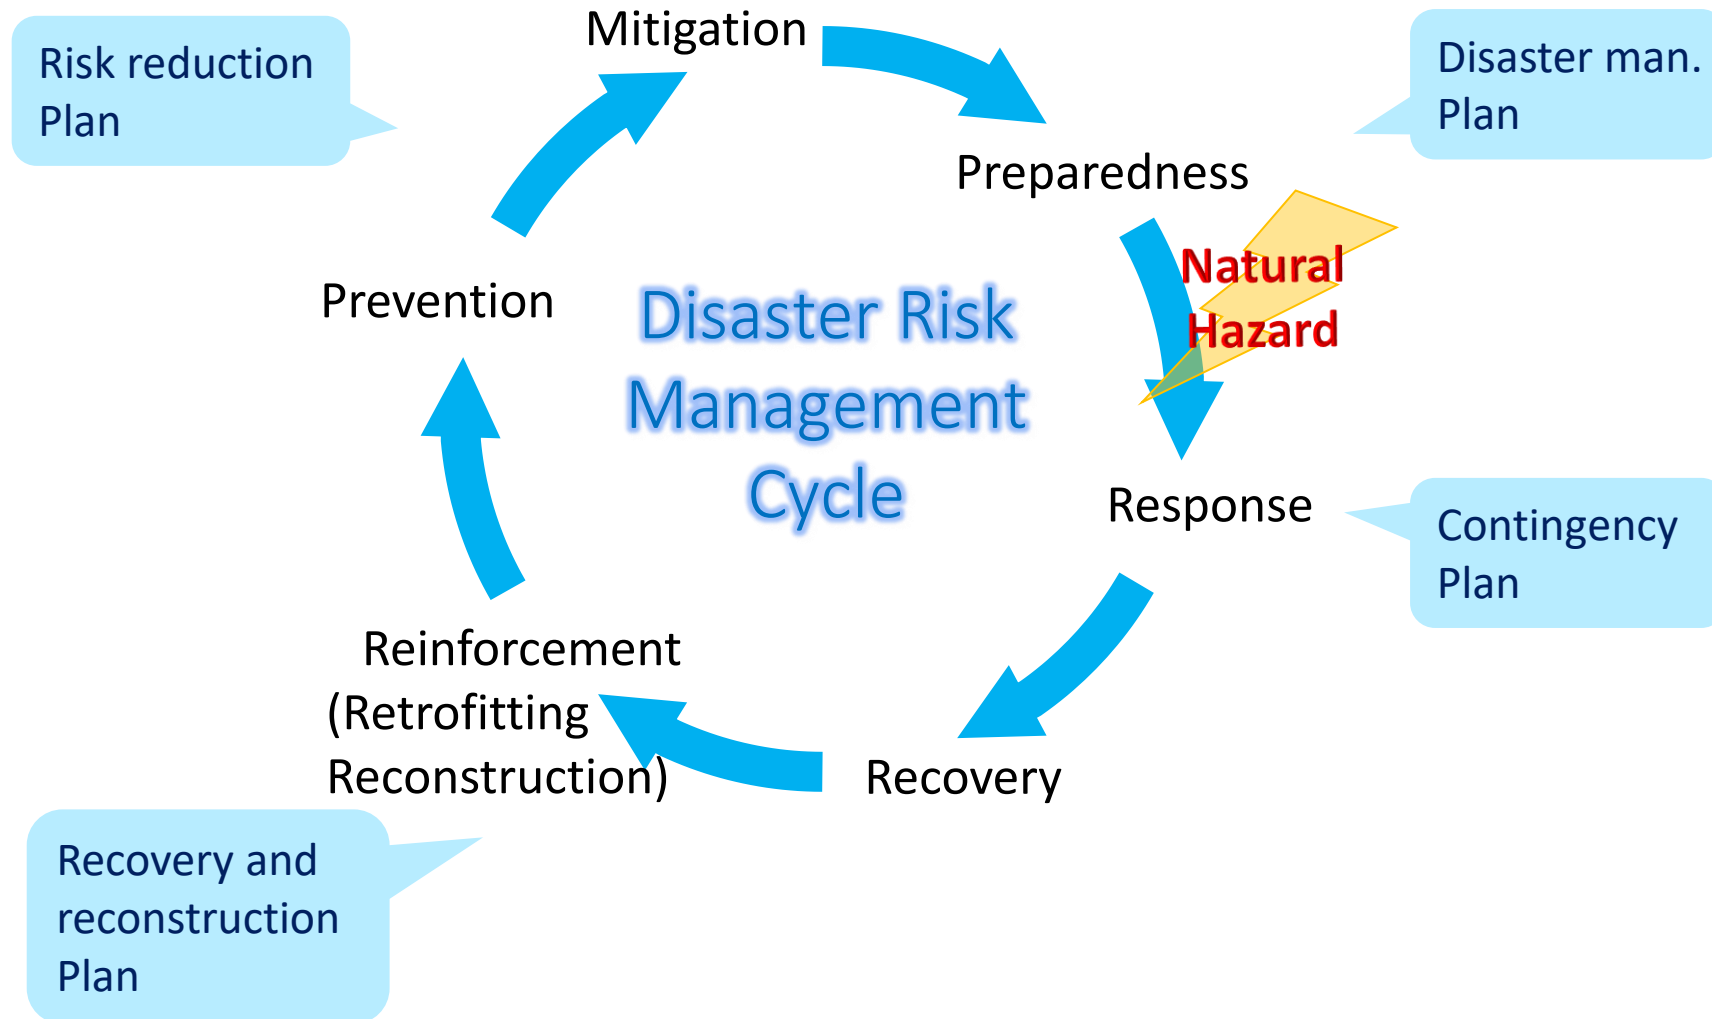 Mitigation
Risk reduction
Plan
Disaster man.
Plan
Preparedness
Natural
Hazard
Prevention
Disaster Risk
Management
Cycle
Response
Contingency
Plan
Reinforcement
(Retrofitting
Reconstruction)
Recovery
Recovery and
reconstruction
Plan